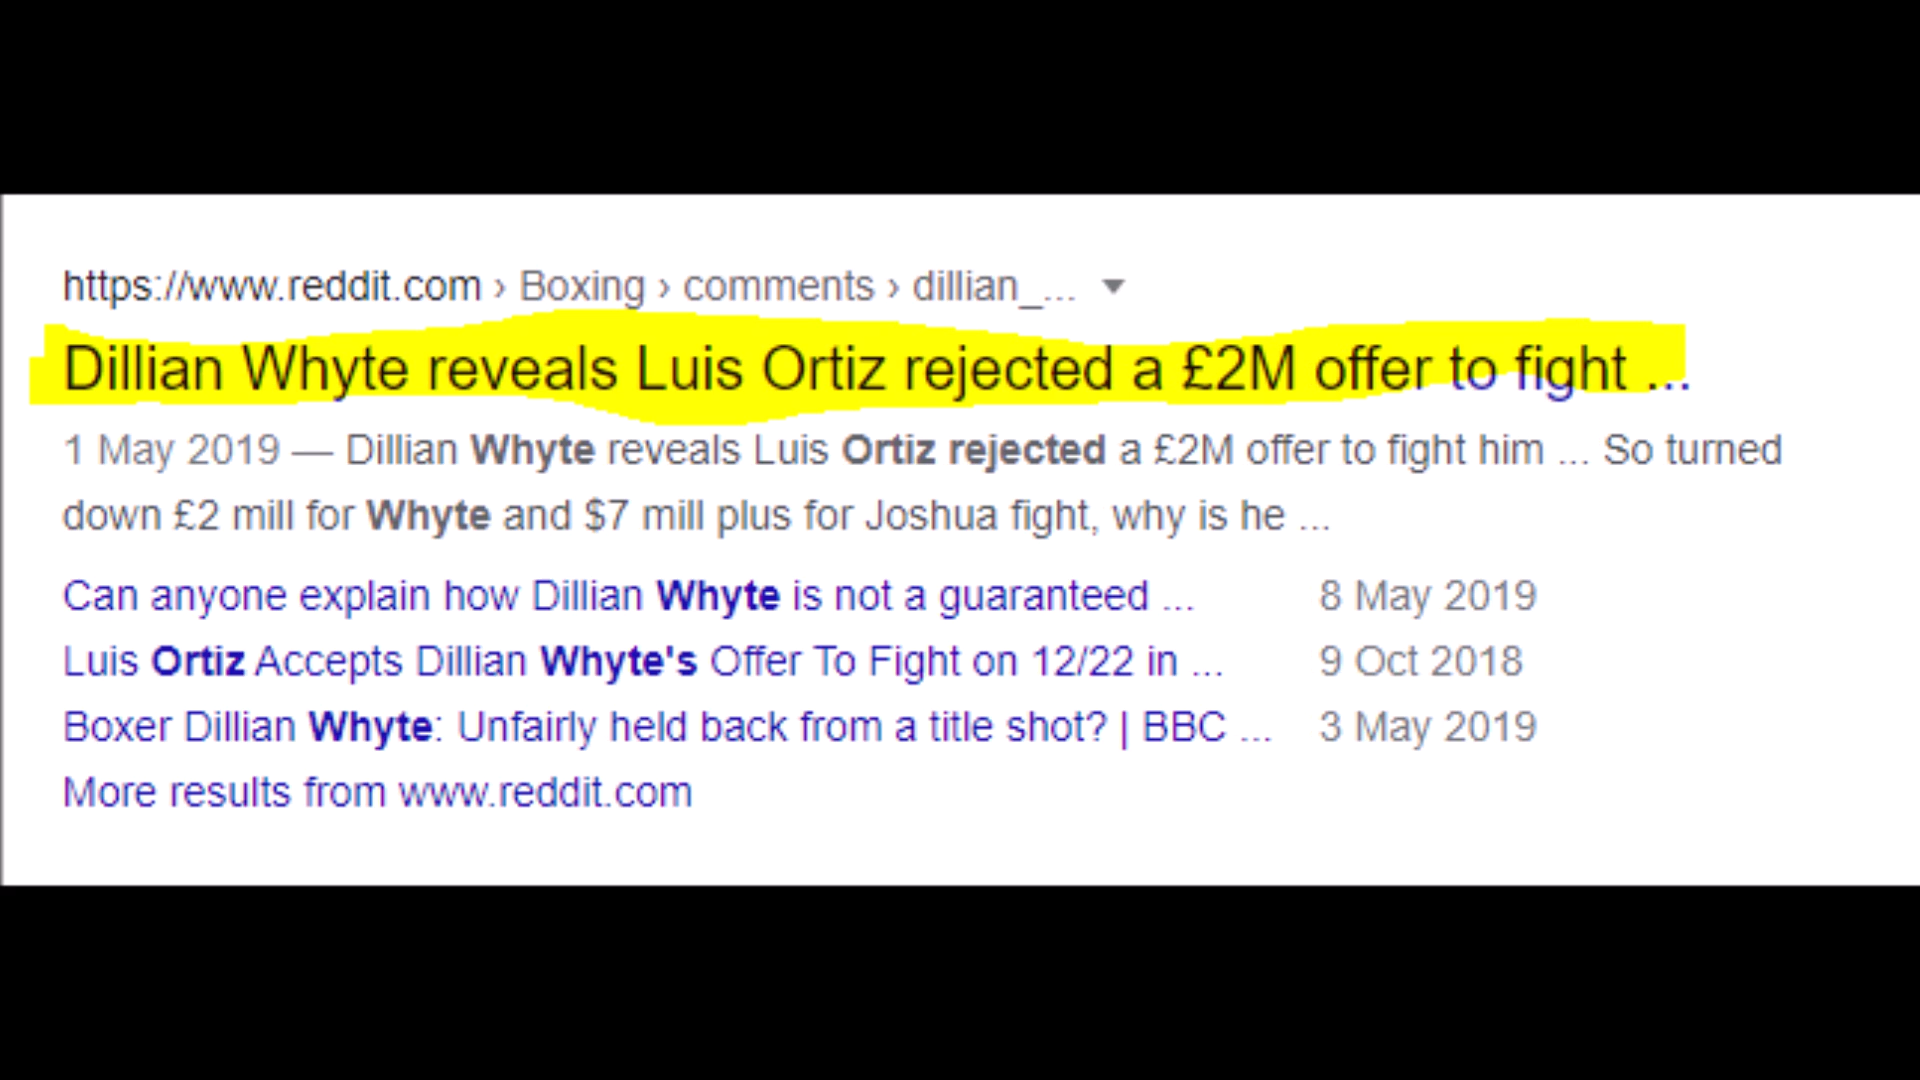 https://www.reddit.com › Boxing › comments › dillian_...
Dillian Whyte reveals Luis Ortiz rejected a £2M offer to fight ...
1 May 2019 — Dillian Whyte reveals Luis Ortiz rejected a £2M offer to fight him ... So turned
down £2 mill for Whyte and $7 mill plus for Joshua fight, why is he ...
Can anyone explain how Dillian Whyte is not a guaranteed ... 8 May 2019
Luis Ortiz Accepts Dillian Whyte's Offer To Fight on 12/22 in ... 9 Oct 2018
Boxer Dillian Whyte: Unfairly held back from a title shot? | BBC ... 3 May 2019
More results from www.reddit.com